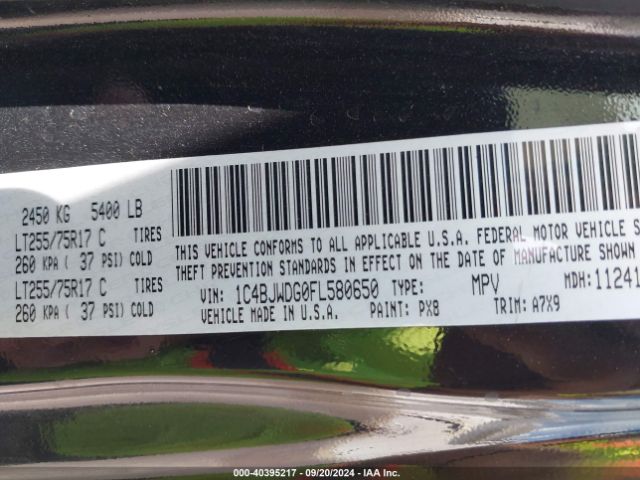 2450 KG 5400 LB
LT255/75R17 C TIRES
260 KPA ( 37 PSI) COLD
LT255/75R17 C TIRES
260 KPA ( 37 PSI) COLD
THIS VEHICLE CONFORMS TO ALL APPLICABLE U.S.A. FEDERAL MOTOR VEHICLE S
THEFT PREVENTION STANDARDS IN EFFECT ON THE DATE OF MANUFACTURE SHOWN
VIN: 1C4BJWDG0FL580650 TYPE: MPV MDH: 11241
VEHICLE MADE IN U.S.A. PAINT: PX8 TRIM: A7X9
000-40395217 - 09/20/2024 - IAA Inc.